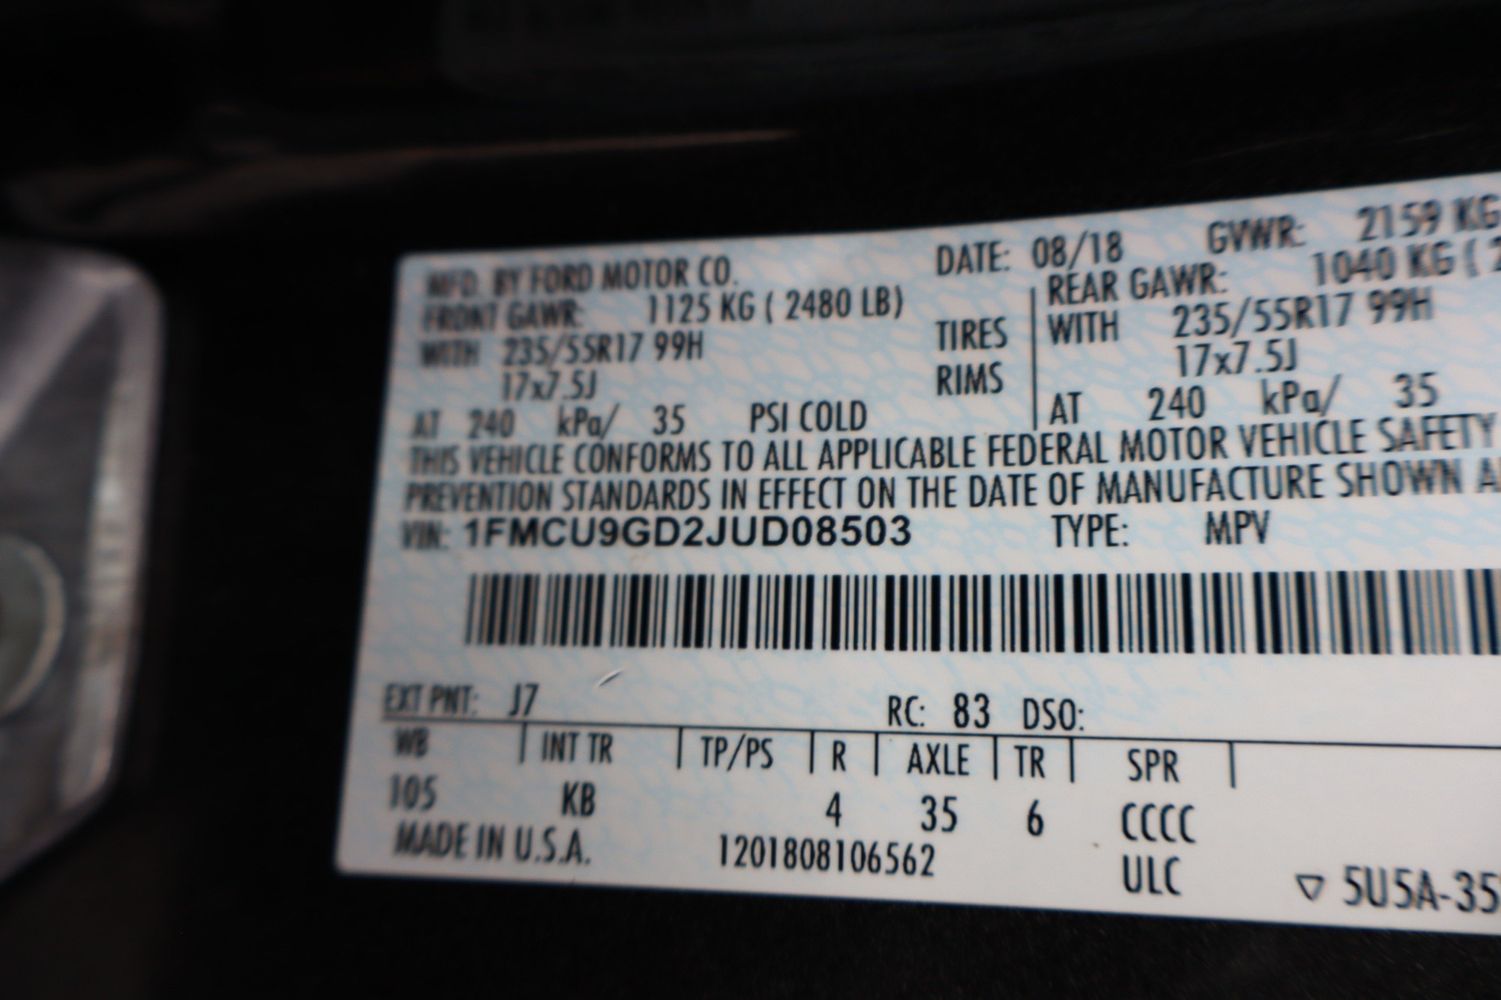 MFD. BY FORD MOTOR CO. DATE: 08/18 GVWR: 2159 KG
FRONT GAWR: 1125 KG ( 2480 LB) REAR GAWR: 1040 KG ( 2
WITH 235/55R17 99H TIRES WITH 235/55R17 99H
17x7.5J RIMS 17x7.5J
AT 240 kPa/ 35 PSI COLD AT 240 kPa/ 35
THIS VEHICLE CONFORMS TO ALL APPLICABLE FEDERAL MOTOR VEHICLE SAFETY
PREVENTION STANDARDS IN EFFECT ON THE DATE OF MANUFACTURE SHOWN
VIN: 1FMCU9GD2JUD08503 TYPE: MPV
EXT PNT: J7 RC: 83 DSO:
WB INT TR TP/PS R AXLE TR SPR
105 KB 4 35 6 CCCC
MADE IN U.S.A. 1201808106562 ULC ▽ 5U5A-35